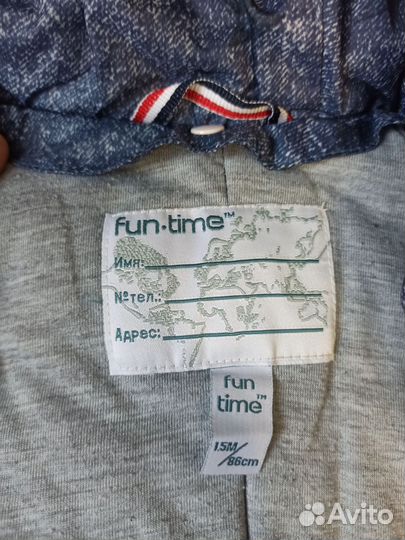 fun·time™
Имя:
№тел.:
Адрес:
fun
time™
1.5M/
86cm
Avito